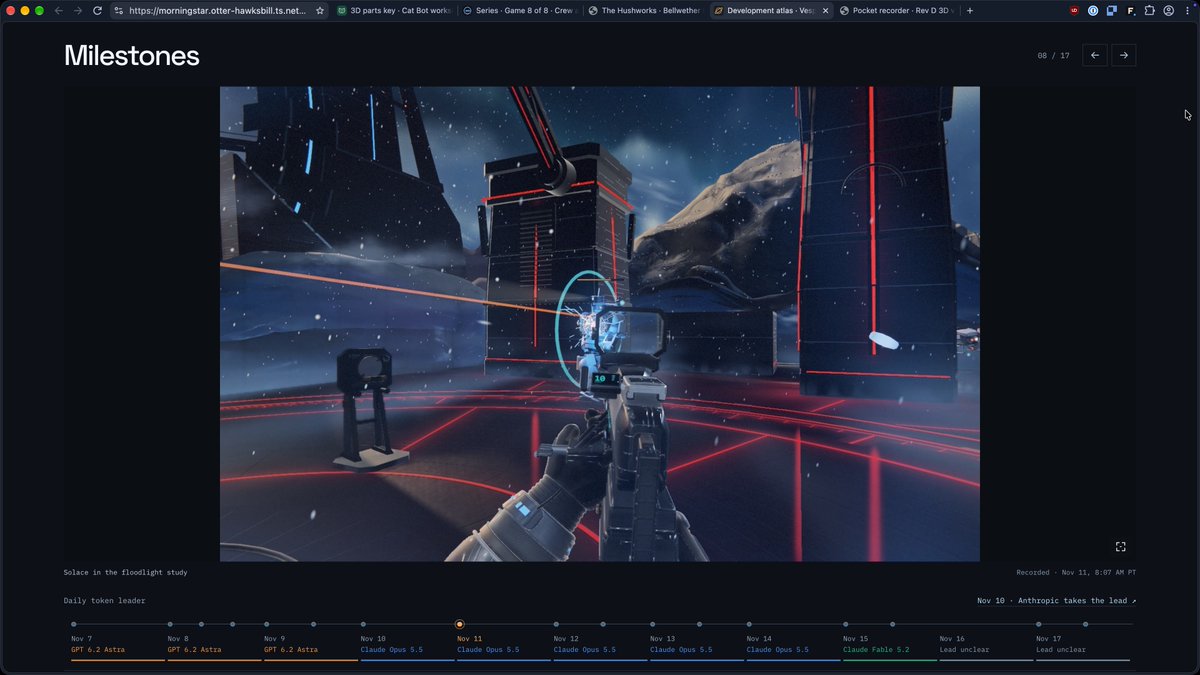 https://morningstar.otter-hawksbill.ts.net...
3D parts key · Cat Bot works
Series · Game 8 of 8 · Crew
The Hushworks · Bellwether
Development atlas · Vesp
Pocket recorder · Rev D 3D
Milestones
08 / 17
10
Solace in the floodlight study
Recorded · Nov 11, 8:07 AM PT
Daily token leader
Nov 10 · Anthropic takes the lead ↗
Nov 7
Nov 8
Nov 9
Nov 10
Nov 11
Nov 12
Nov 13
Nov 14
Nov 15
Nov 16
Nov 17
GPT 6.2 Astra
GPT 6.2 Astra
GPT 6.2 Astra
Claude Opus 5.5
Claude Opus 5.5
Claude Opus 5.5
Claude Opus 5.5
Claude Opus 5.5
Claude Fable 5.2
Lead unclear
Lead unclear